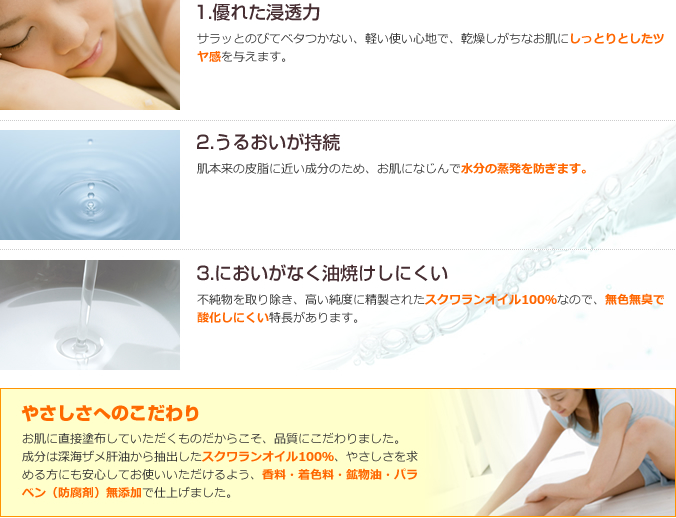 1.優れた浸透力
サラッとのびてベタつかない、軽い使い心地で、乾燥しがちなお肌にしっとりとしたツ
ヤ感を与えます。
2.うるおいが持続
肌本来の皮脂に近い成分のため、お肌になじんで水分の蒸発を防ぎます。
3.においがなく油焼けしにくい
不純物を取り除き、高い純度に精製されたスクワランオイル100%なので、無色無臭で
酸化しにくい特長があります。
やさしさへのこだわり
お肌に直接塗布していただくものだからこそ、品質にこだわりました。
成分は深海ザメ肝油から抽出したスクワランオイル100%、やさしさを求
める方にも安心してお使いいただけるよう、香料・着色料・鉱物油・パラ
ベン（防腐剤）無添加で仕上げました。